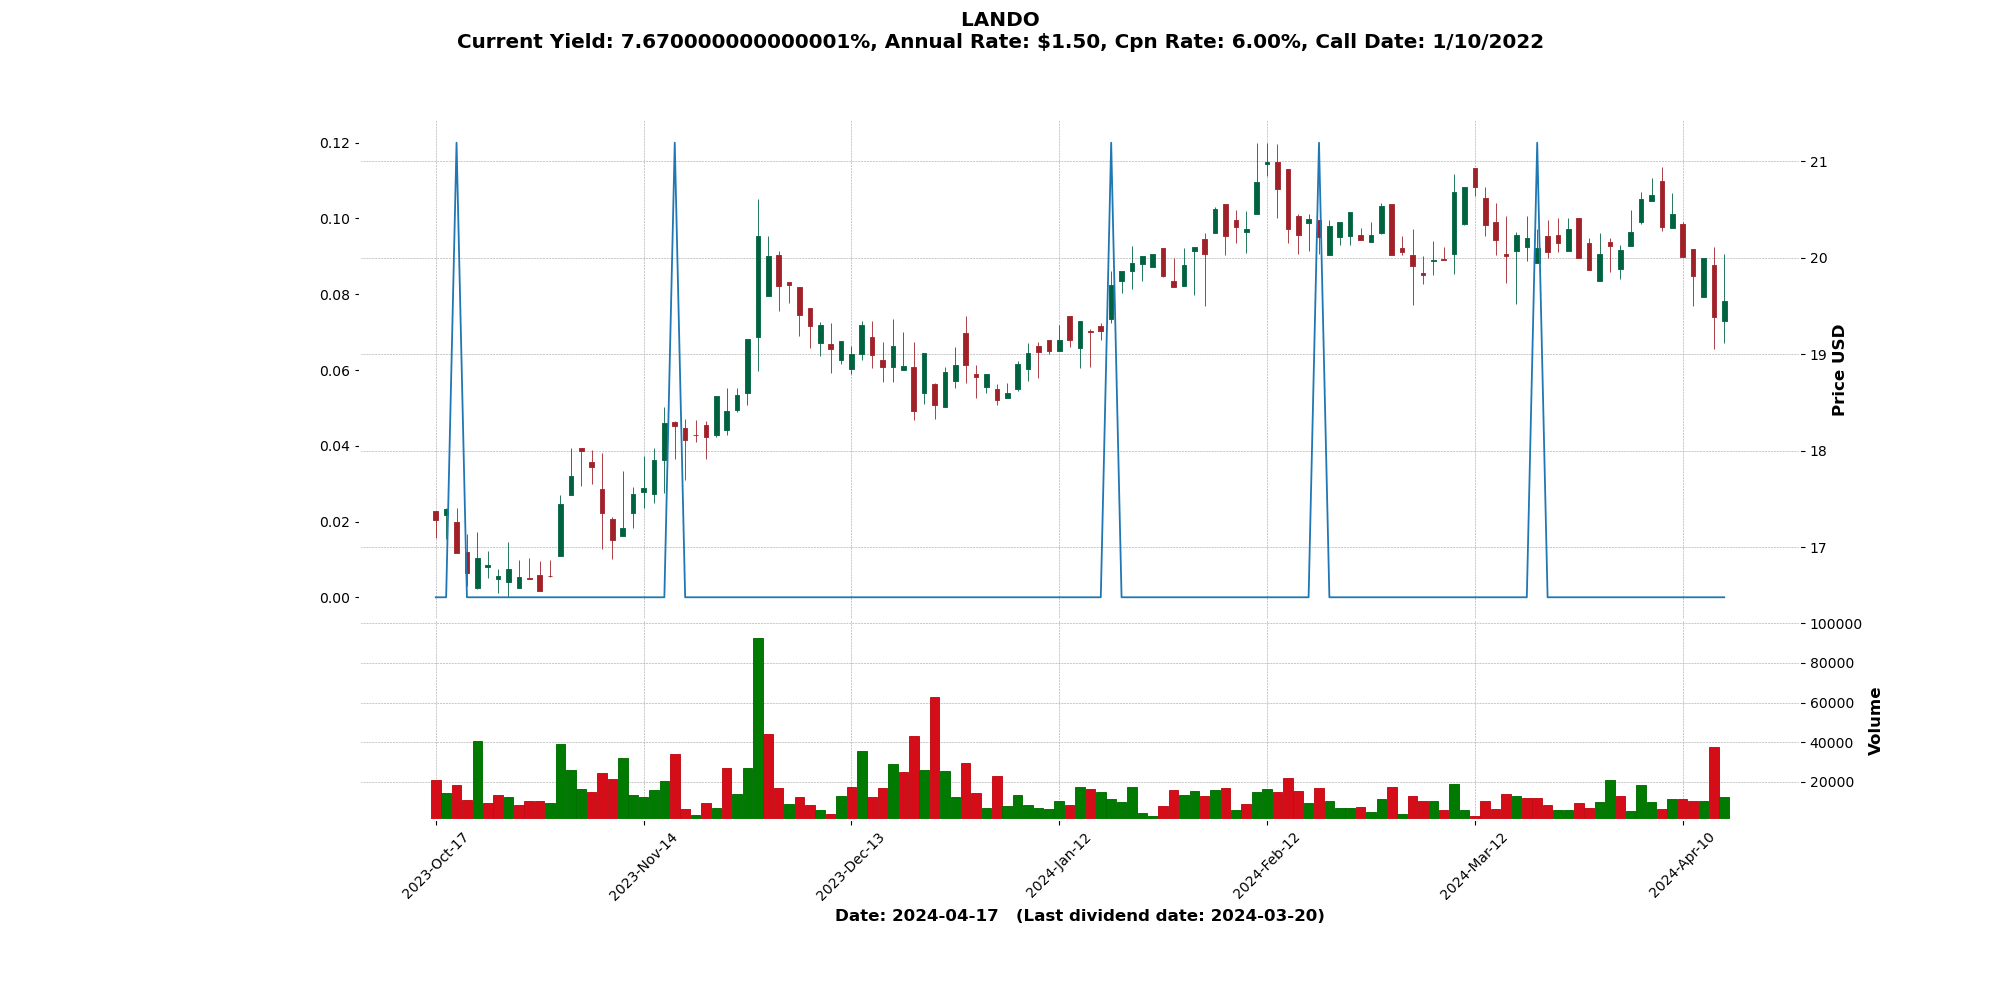 LANDO
Current Yield: 7.670000000000001%, Annual Rate: $1.50, Cpn Rate: 6.00%, Call Date: 1/10/2022
0.12
0.10
0.08
0.06
0.04
0.02
0.00
21
20
19
18
17
Price USD
100000
80000
60000
40000
20000
Volume
2023-Oct-17
2023-Nov-14
2023-Dec-13
2024-Jan-12
2024-Feb-12
2024-Mar-12
2024-Apr-10
Date: 2024-04-17   (Last dividend date: 2024-03-20)